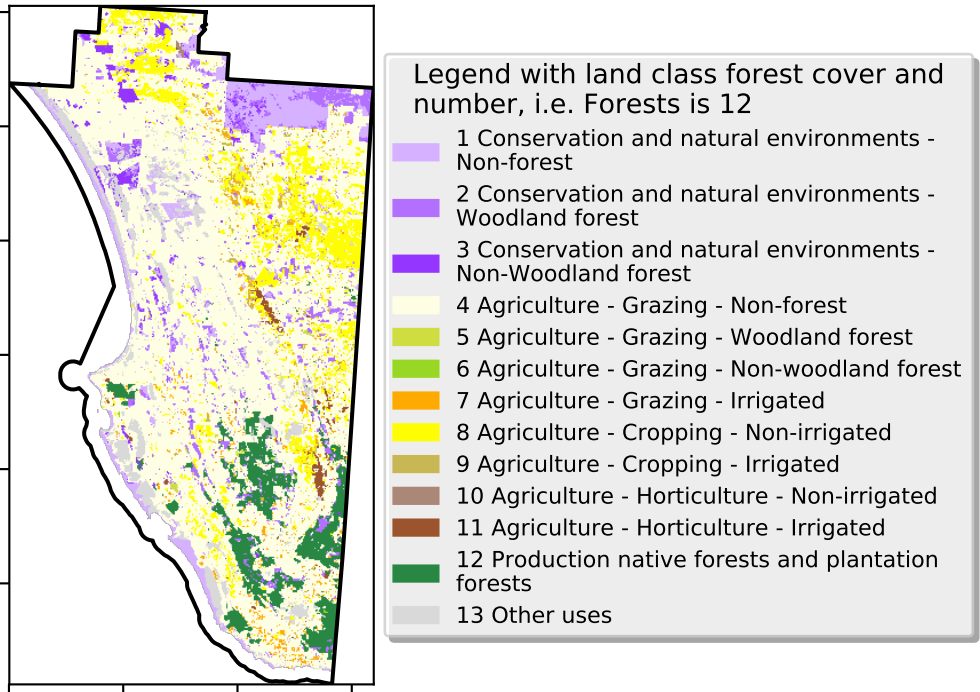 Legend with land class forest cover and
number, i.e. Forests is 12
1 Conservation and natural environments -
Non-forest
2 Conservation and natural environments -
Woodland forest
3 Conservation and natural environments -
Non-Woodland forest
4 Agriculture - Grazing - Non-forest
5 Agriculture - Grazing - Woodland forest
6 Agriculture - Grazing - Non-woodland forest
7 Agriculture - Grazing - Irrigated
8 Agriculture - Cropping - Non-irrigated
9 Agriculture - Cropping - Irrigated
10 Agriculture - Horticulture - Non-irrigated
11 Agriculture - Horticulture - Irrigated
12 Production native forests and plantation
forests
13 Other uses